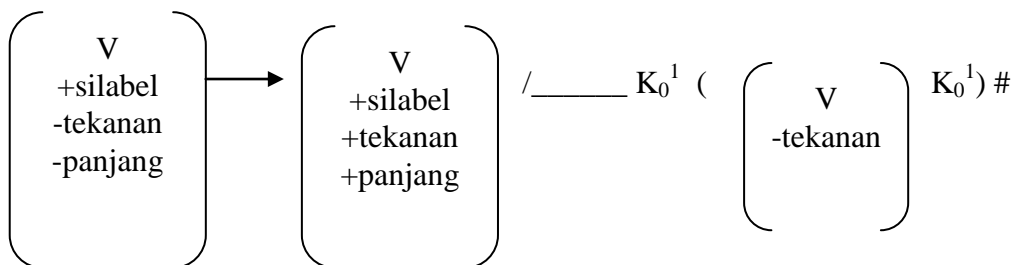 V V /______ K₀¹ ( V K₀¹) #
+silabel +silabel -tekanan
-tekanan +tekanan
-panjang +panjang